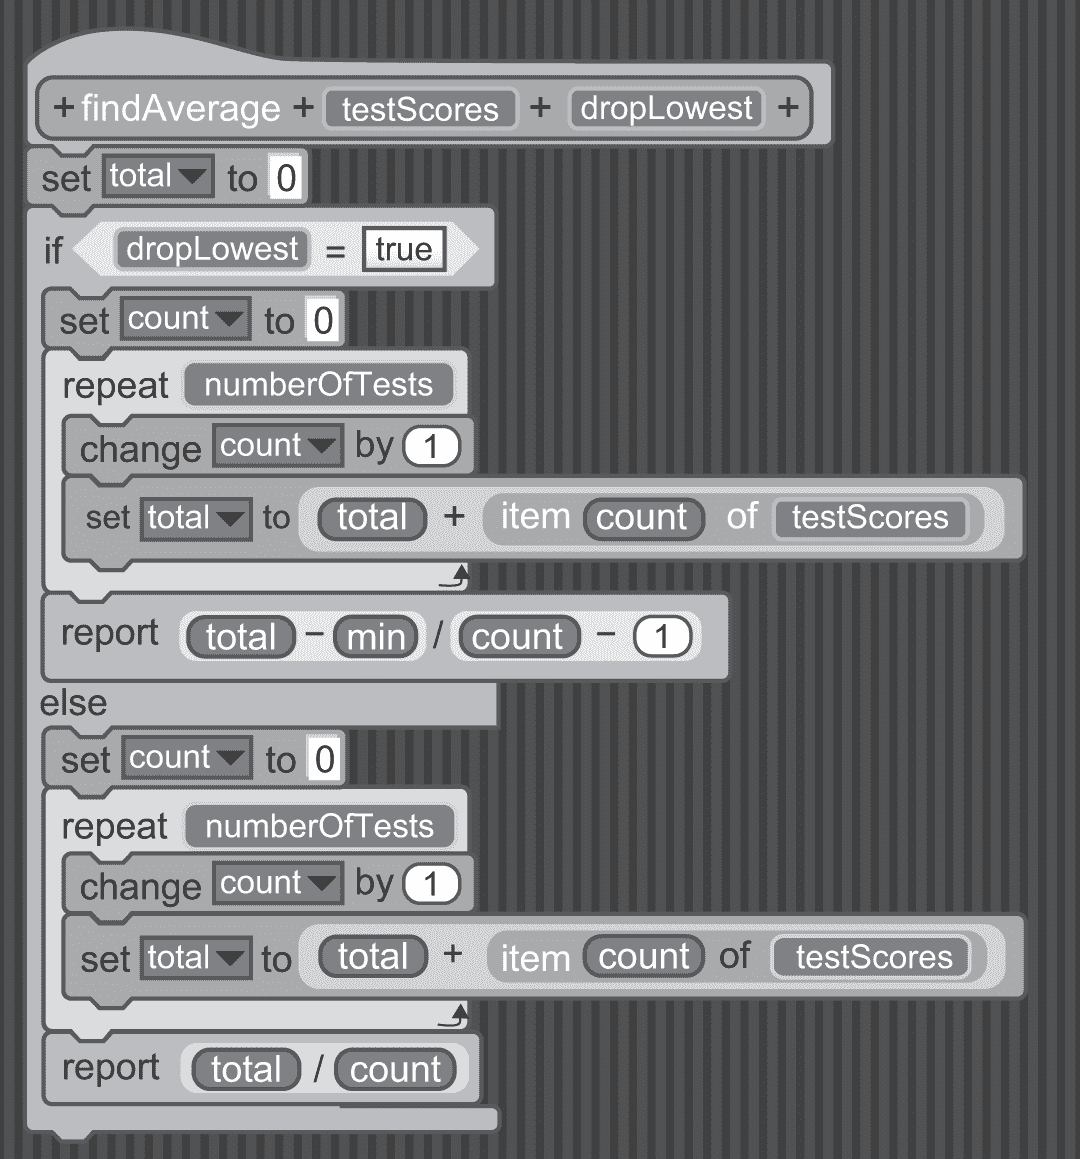 + findAverage + testScores + dropLowest +
set total to 0
if dropLowest = true
set count to 0
repeat numberOfTests
change count by 1
set total to total + item count of testScores
report total - min / count - 1
else
set count to 0
repeat numberOfTests
change count by 1
set total to total + item count of testScores
report total / count